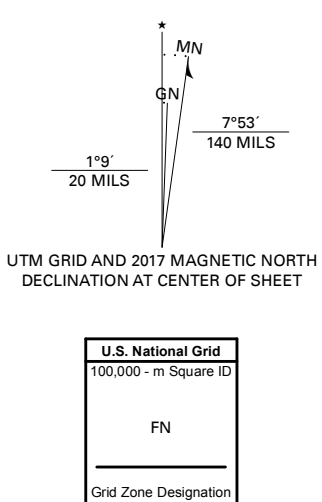 ★
MN
GN
7°53´
140 MILS
1°9´
20 MILS
UTM GRID AND 2017 MAGNETIC NORTH
DECLINATION AT CENTER OF SHEET
U.S. National Grid
100,000 - m Square ID
FN
Grid Zone Designation